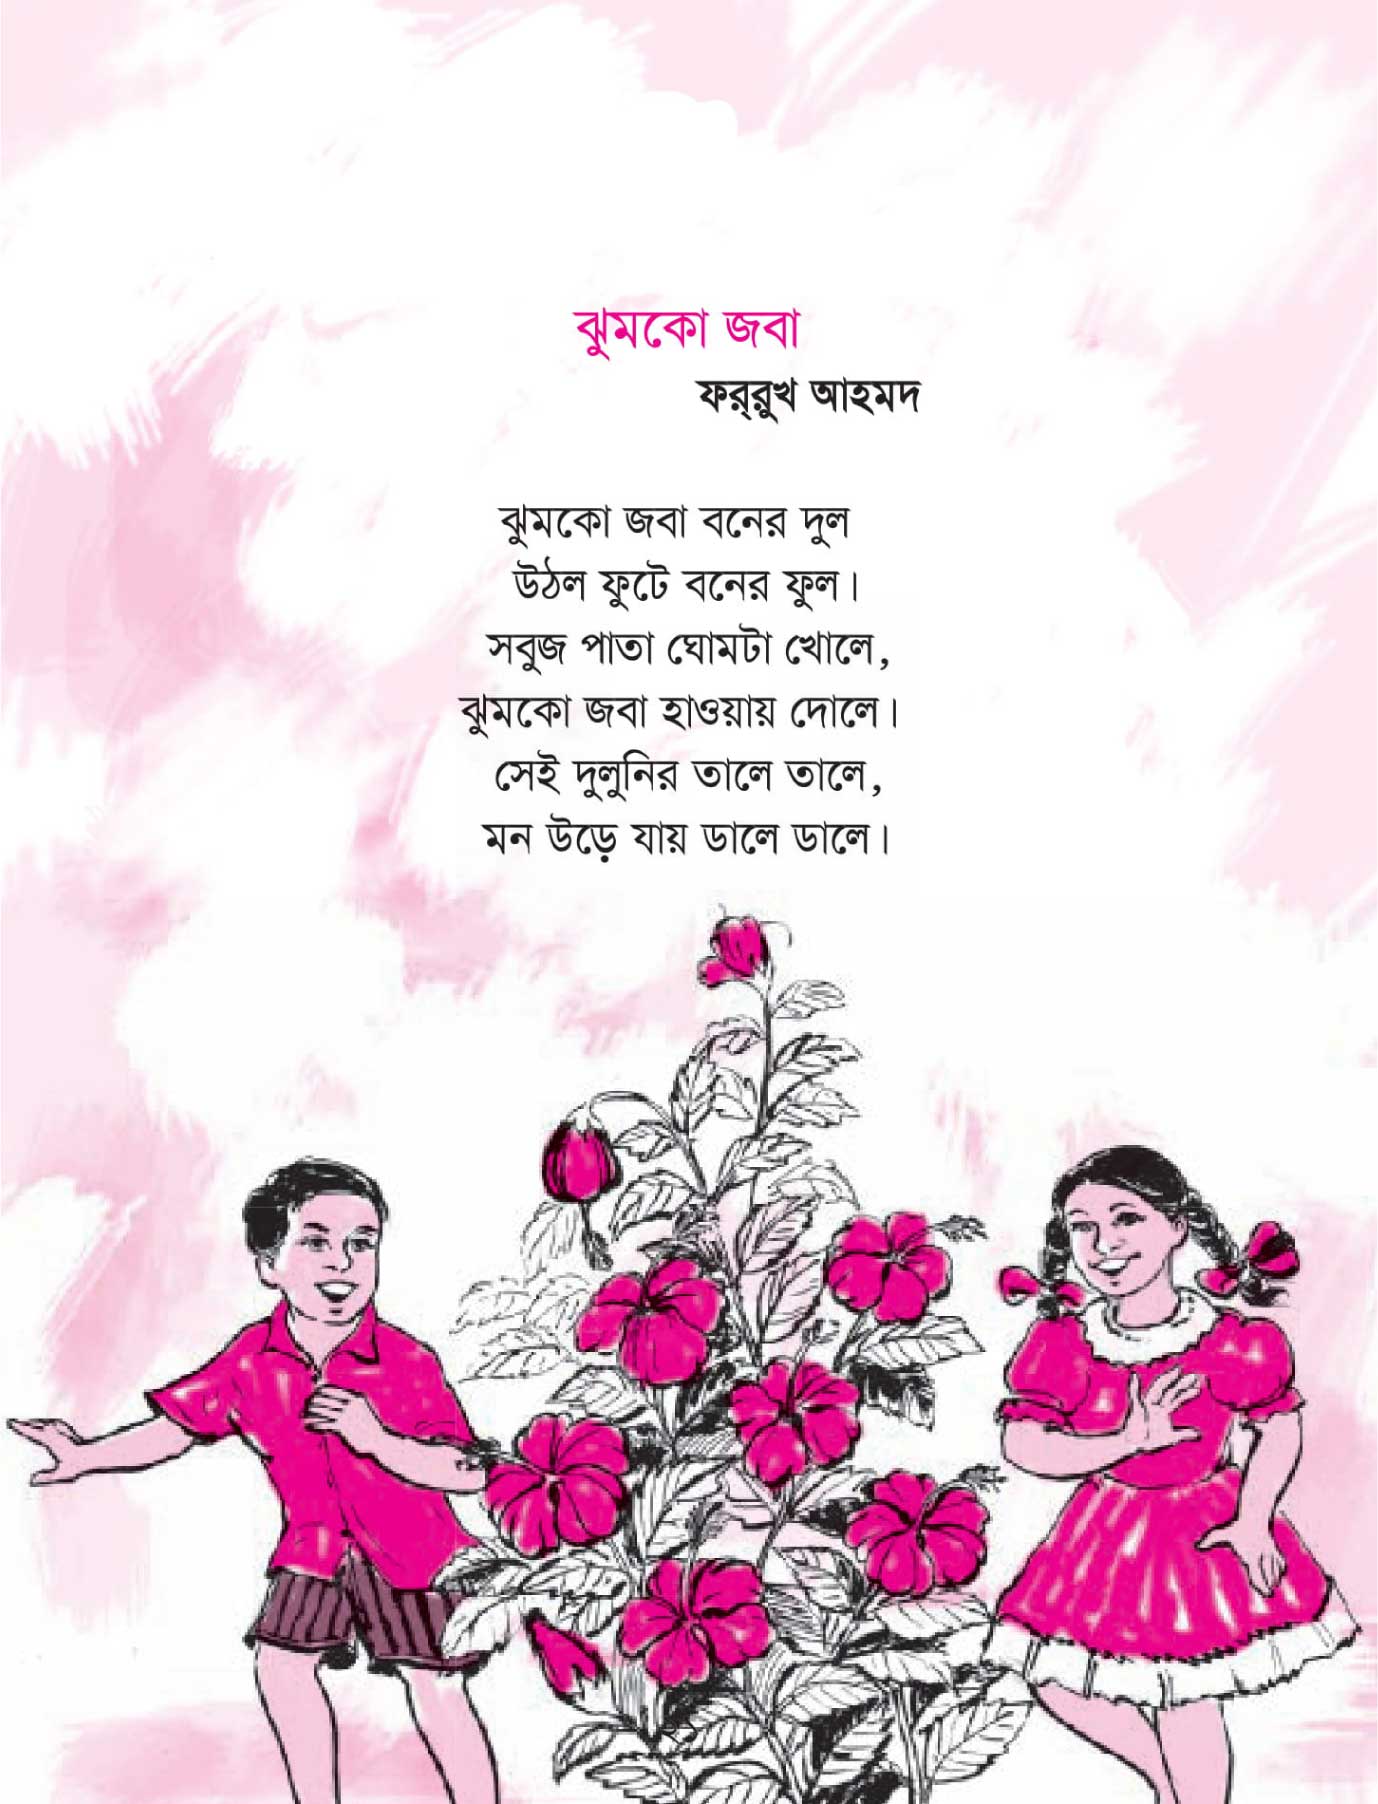 ঝুমকো জবা
ফর্‌রুখ আহমদ
ঝুমকো জবা বনের দুল
উঠল ফুটে বনের ফুল।
সবুজ পাতা ঘোমটা খোলে,
ঝুমকো জবা হাওয়ায় দোলে।
সেই দুলুনির তালে তালে,
মন উড়ে যায় ডালে ডালে।